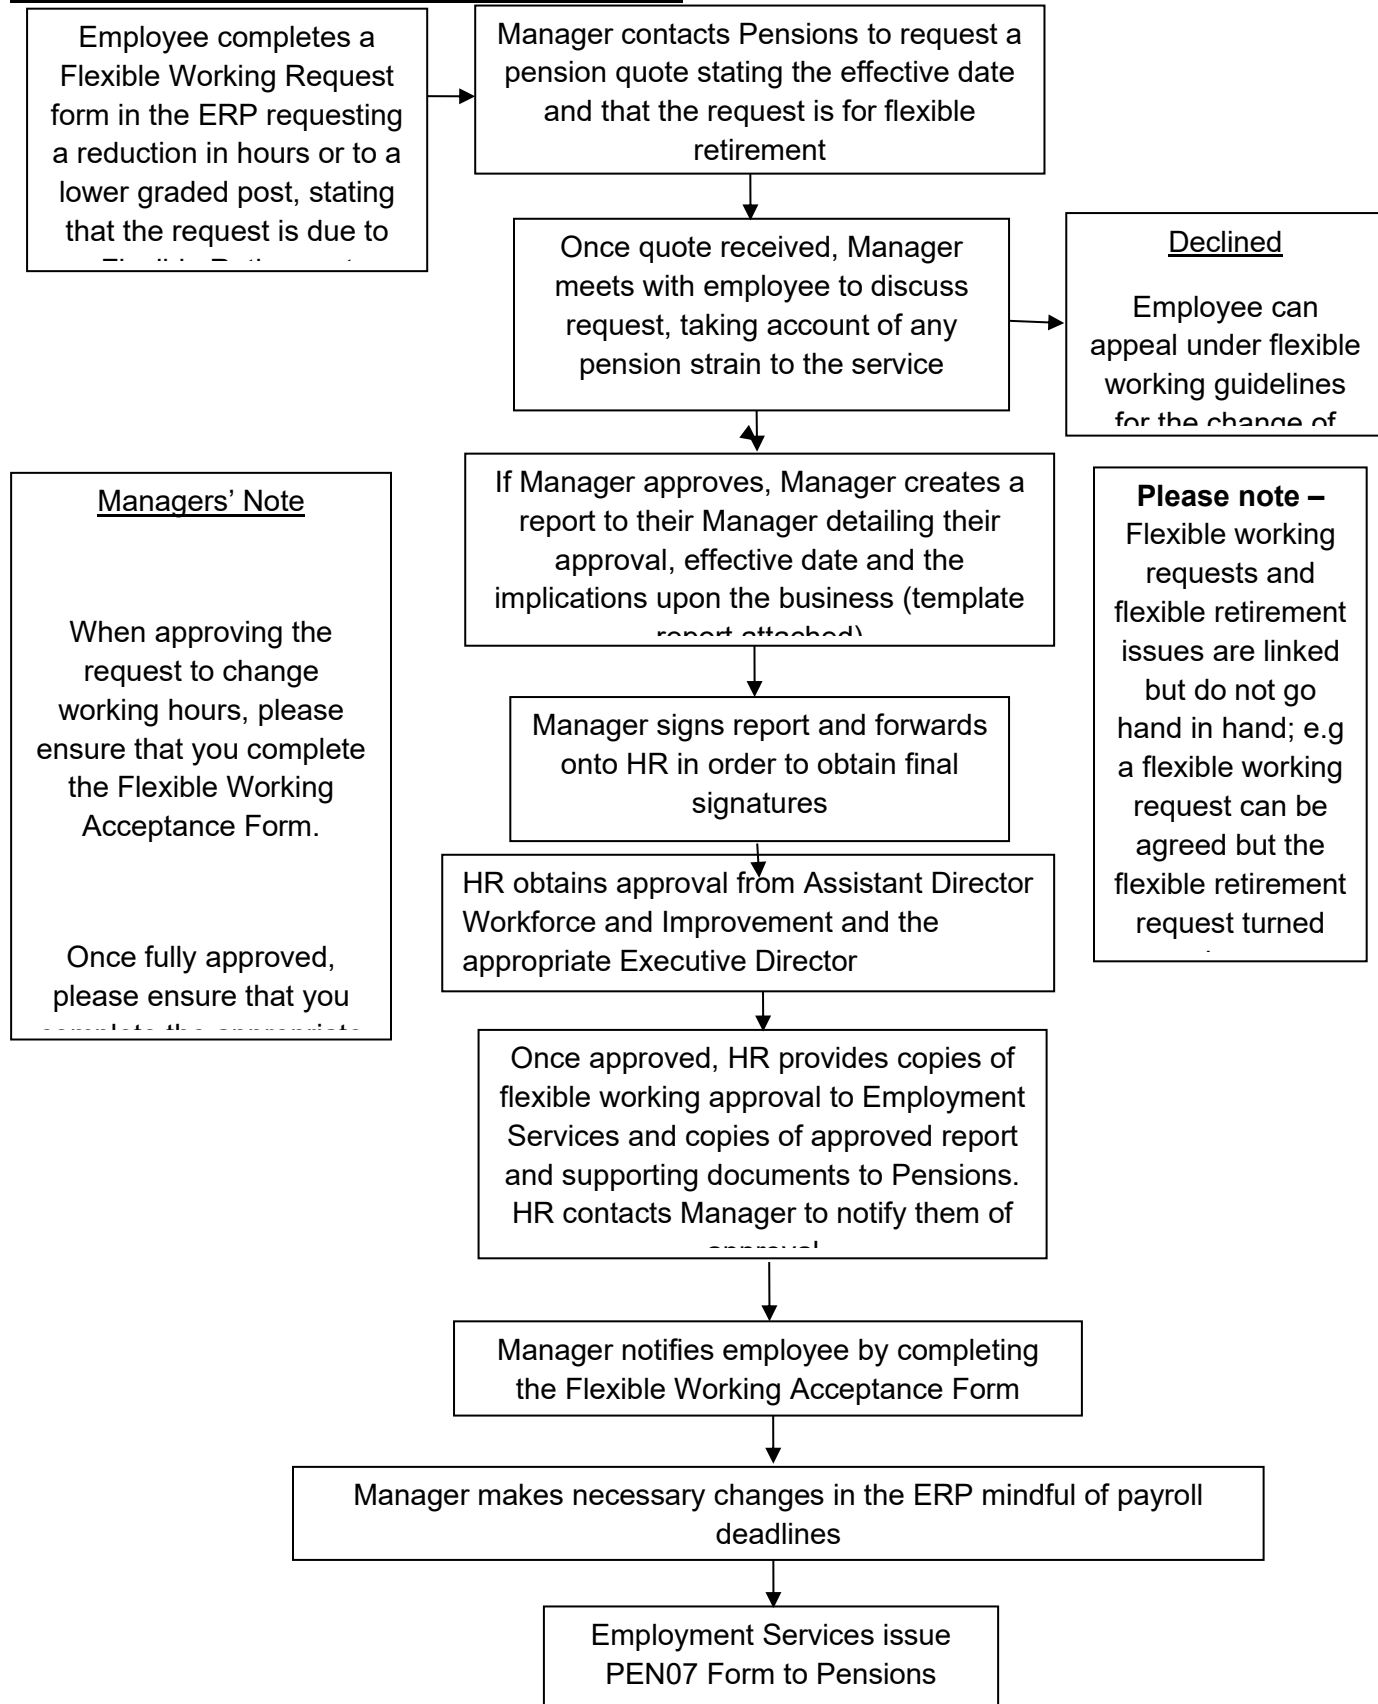 Employee completes a
Flexible Working Request
form in the ERP requesting
a reduction in hours or to a
lower graded post, stating
that the request is due to
Manager contacts Pensions to request a
pension quote stating the effective date
and that the request is for flexible
retirement
Once quote received, Manager
meets with employee to discuss
request, taking account of any
pension strain to the service
Declined
Employee can
appeal under flexible
working guidelines
for the change of
If Manager approves, Manager creates a
report to their Manager detailing their
approval, effective date and the
implications upon the business (template
report attached)
Managers’ Note
When approving the
request to change
working hours, please
ensure that you complete
the Flexible Working
Acceptance Form.
Once fully approved,
please ensure that you
complete the appropriate
Please note –
Flexible working
requests and
flexible retirement
issues are linked
but do not go
hand in hand; e.g
a flexible working
request can be
agreed but the
flexible retirement
request turned
Manager signs report and forwards
onto HR in order to obtain final
signatures
HR obtains approval from Assistant Director
Workforce and Improvement and the
appropriate Executive Director
Once approved, HR provides copies of
flexible working approval to Employment
Services and copies of approved report
and supporting documents to Pensions.
HR contacts Manager to notify them of
approval
Manager notifies employee by completing
the Flexible Working Acceptance Form
Manager makes necessary changes in the ERP mindful of payroll
deadlines
Employment Services issue
PEN07 Form to Pensions